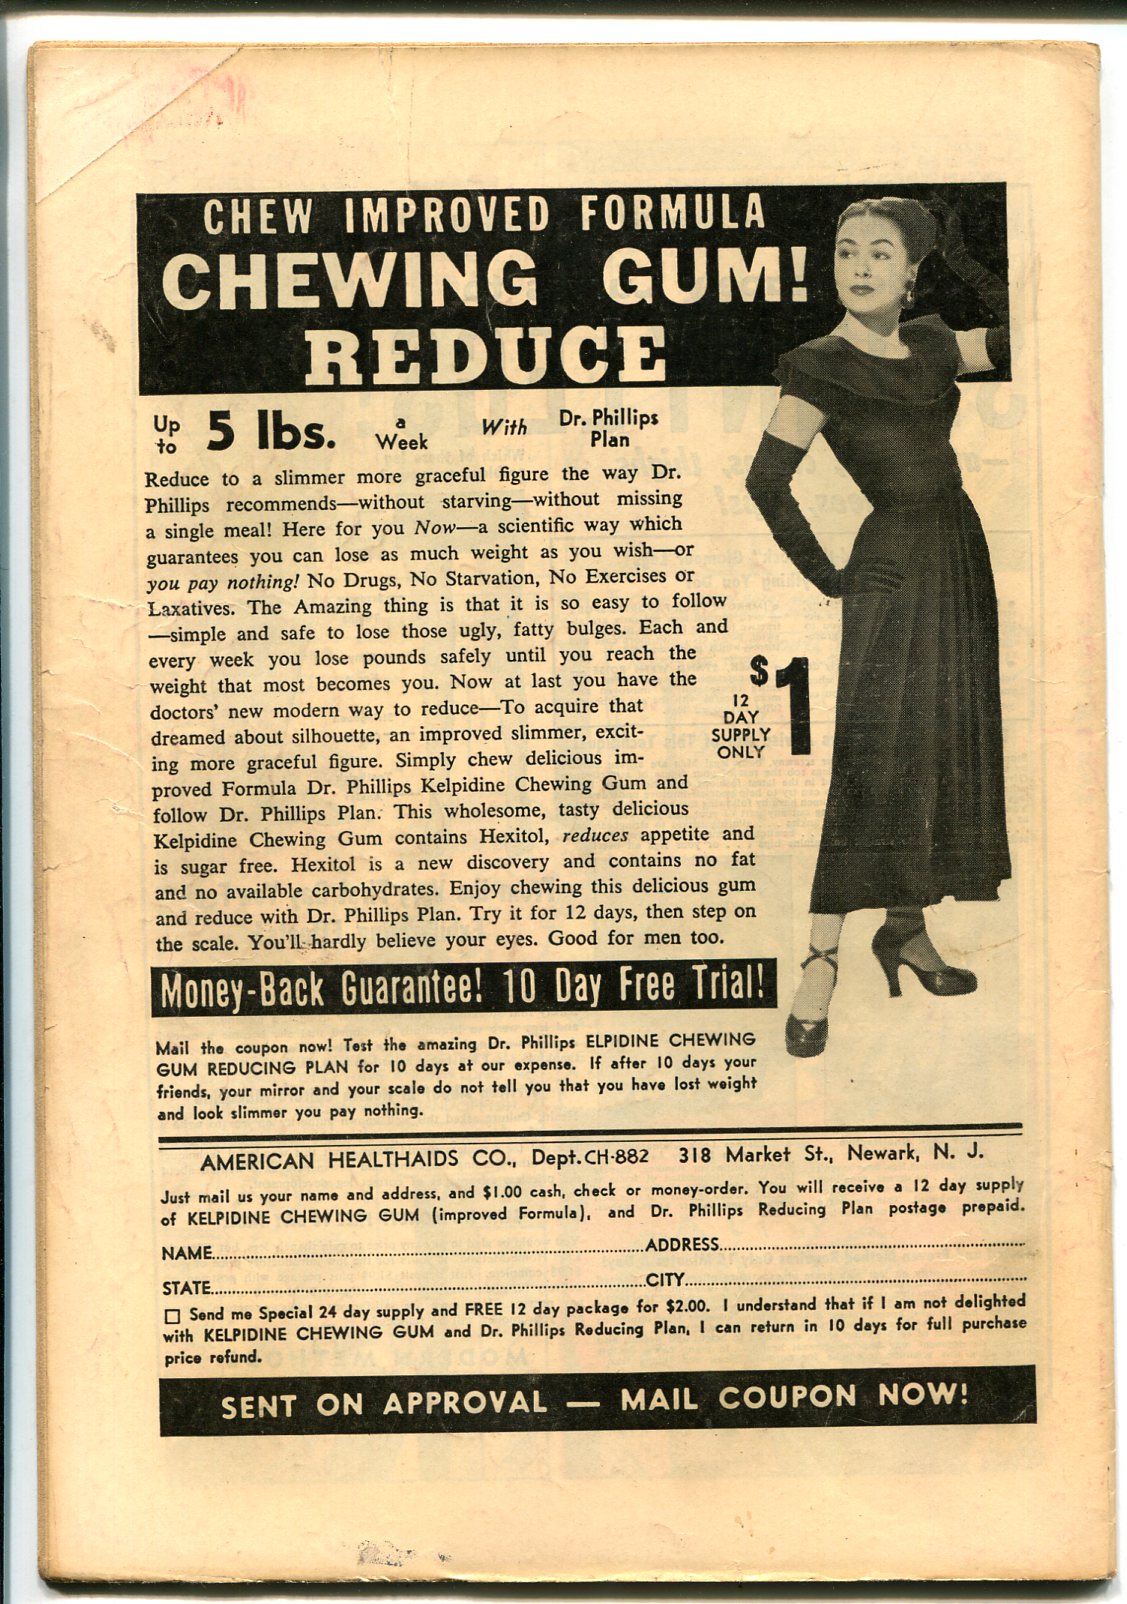 CHEW IMPROVED FORMULA
CHEWING GUM!
REDUCE
Up to 5 lbs. a Week With Dr. Phillips Plan
Reduce to a slimmer more graceful figure the way Dr.
Phillips recommends—without starving—without missing
a single meal! Here for you Now—a scientific way which
guarantees you can lose as much weight as you wish—or
you pay nothing! No Drugs, No Starvation, No Exercises or
Laxatives. The Amazing thing is that it is so easy to follow
—simple and safe to lose those ugly, fatty bulges. Each and
every week you lose pounds safely until you reach the
weight that most becomes you. Now at last you have the
doctors' new modern way to reduce—To acquire that
dreamed about silhouette, an improved slimmer, excit-
ing more graceful figure. Simply chew delicious im-
proved Formula Dr. Phillips Kelpidine Chewing Gum and
follow Dr. Phillips Plan. This wholesome, tasty delicious
Kelpidine Chewing Gum contains Hexitol, reduces appetite and
is sugar free. Hexitol is a new discovery and contains no fat
and no available carbohydrates. Enjoy chewing this delicious gum
and reduce with Dr. Phillips Plan. Try it for 12 days, then step on
the scale. You'll hardly believe your eyes. Good for men too.
$1
12
DAY
SUPPLY
ONLY
Money-Back Guarantee! 10 Day Free Trial!
Mail the coupon now! Test the amazing Dr. Phillips ELPIDINE CHEWING
GUM REDUCING PLAN for 10 days at our expense. If after 10 days your
friends, your mirror and your scale do not tell you that you have lost weight
and look slimmer you pay nothing.
AMERICAN HEALTHAIDS CO., Dept. CH-882 318 Market St., Newark, N. J.
Just mail us your name and address, and $1.00 cash, check or money-order. You will receive a 12 day supply
of KELPIDINE CHEWING GUM (improved Formula), and Dr. Phillips Reducing Plan postage prepaid.
NAME ADDRESS
STATE CITY
Send me Special 24 day supply and FREE 12 day package for $2.00. I understand that if I am not delighted
with KELPIDINE CHEWING GUM and Dr. Phillips Reducing Plan, I can return in 10 days for full purchase
price refund.
SENT ON APPROVAL — MAIL COUPON NOW!